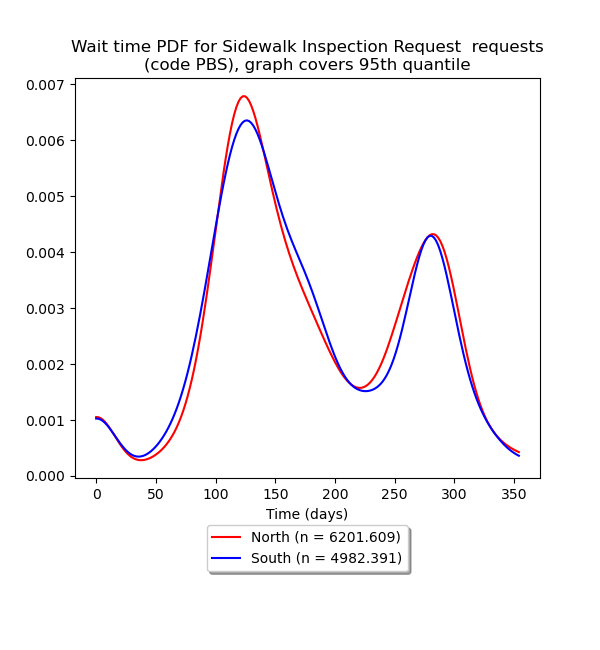 Wait time PDF for Sidewalk Inspection Request  requests
(code PBS), graph covers 95th quantile
0.007
0.006
0.005
0.004
0.003
0.002
0.001
0.000
0 50 100 150 200 250 300 350
Time (days)
North (n = 6201.609)
South (n = 4982.391)